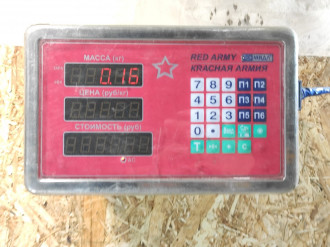 МАССА (кг)
0.16
ЦЕНА (руб/кг)
СТОИМОСТЬ (руб)
RED ARMY
КРАСНАЯ АРМИЯ
7 8 9 П1 П2
4 5 6 П3 П4
1 2 3 П5 П6
0
T